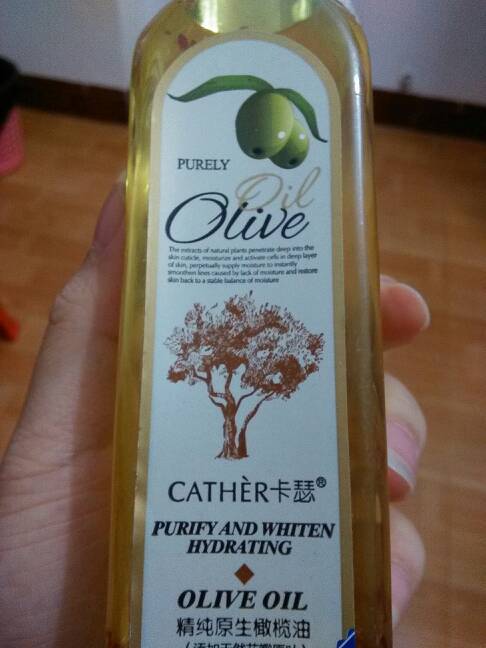 PURELY
Oil
Olive
The extracts of natural plants penetrate deep into the
skin cuticle, moisturize and activate cells in deep layer
of skin, perpetually supply moisture to instantly
smoothen lines caused by lack of moisture and restore
skin back to a stable balance of moisture
CATHÈR卡瑟®
PURIFY AND WHITEN
HYDRATING
OLIVE OIL
精纯原生橄榄油